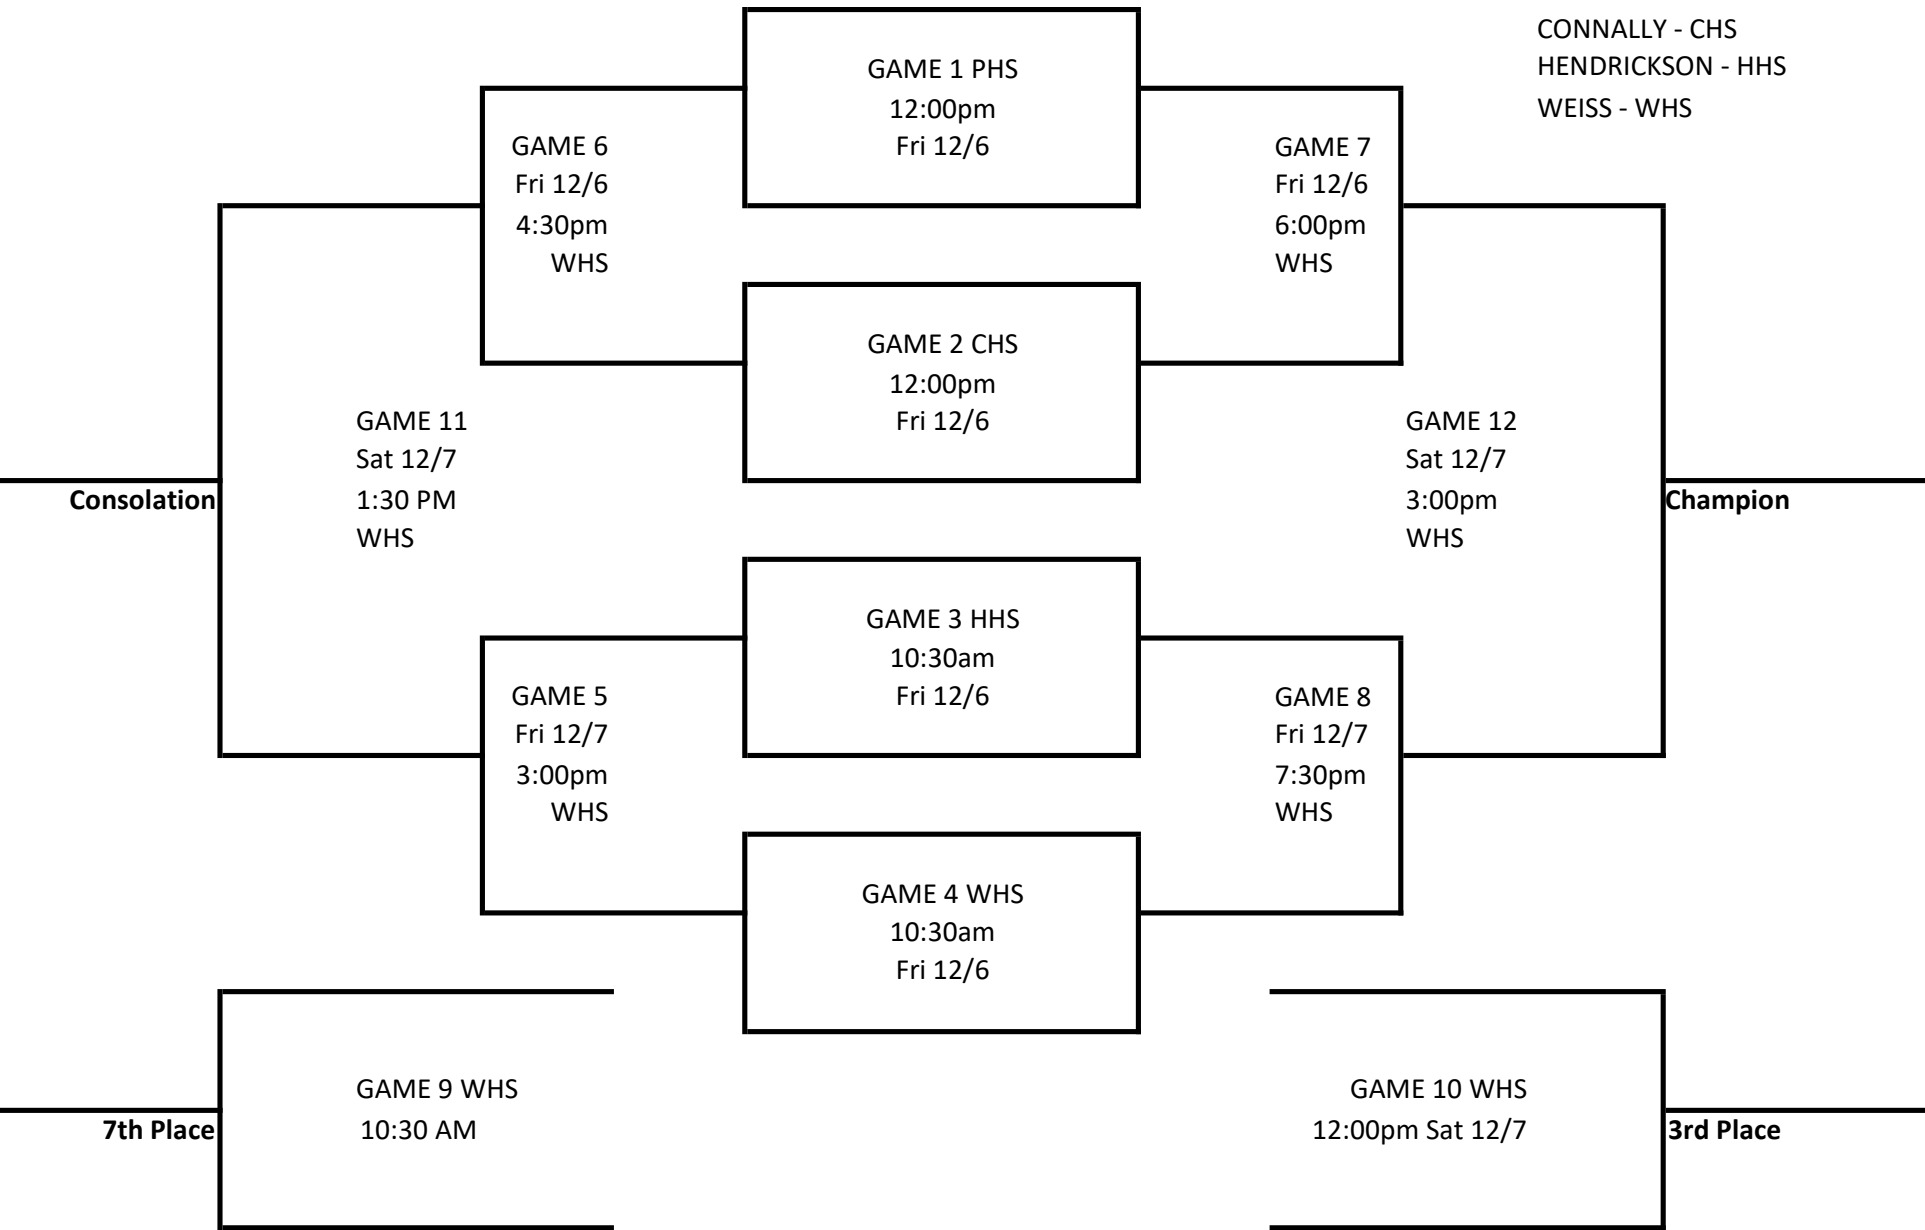 CONNALLY - CHS
HENDRICKSON - HHS
WEISS - WHS
GAME 1 PHS
12:00pm
Fri 12/6
GAME 6
Fri 12/6
4:30pm
WHS
GAME 7
Fri 12/6
6:00pm
WHS
GAME 2 CHS
12:00pm
Fri 12/6
GAME 11
Sat 12/7
1:30 PM
WHS
Consolation
GAME 12
Sat 12/7
3:00pm
WHS
Champion
GAME 3 HHS
10:30am
Fri 12/6
GAME 5
Fri 12/7
3:00pm
WHS
GAME 8
Fri 12/7
7:30pm
WHS
GAME 4 WHS
10:30am
Fri 12/6
GAME 9 WHS
10:30 AM
7th Place
GAME 10 WHS
12:00pm Sat 12/7
3rd Place